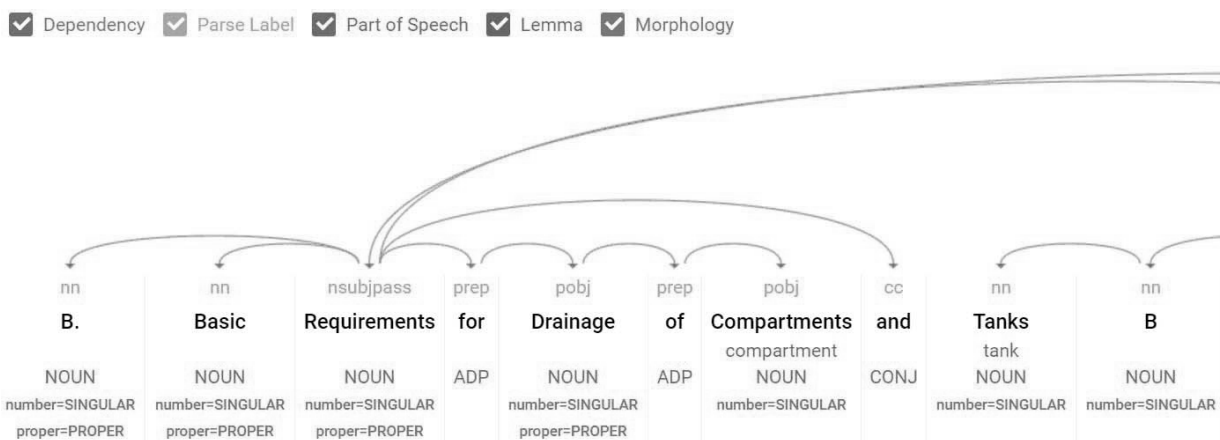 Dependency Parse Label Part of Speech Lemma Morphology
nn nn nsubjpass prep pobj prep pobj cc nn nn
B. Basic Requirements for Drainage of Compartments and Tanks B
compartment tank
NOUN NOUN NOUN ADP NOUN ADP NOUN CONJ NOUN NOUN
number=SINGULAR number=SINGULAR number=SINGULAR number=SINGULAR number=SINGULAR number=SINGULAR number=SINGULAR
proper=PROPER proper=PROPER proper=PROPER proper=PROPER